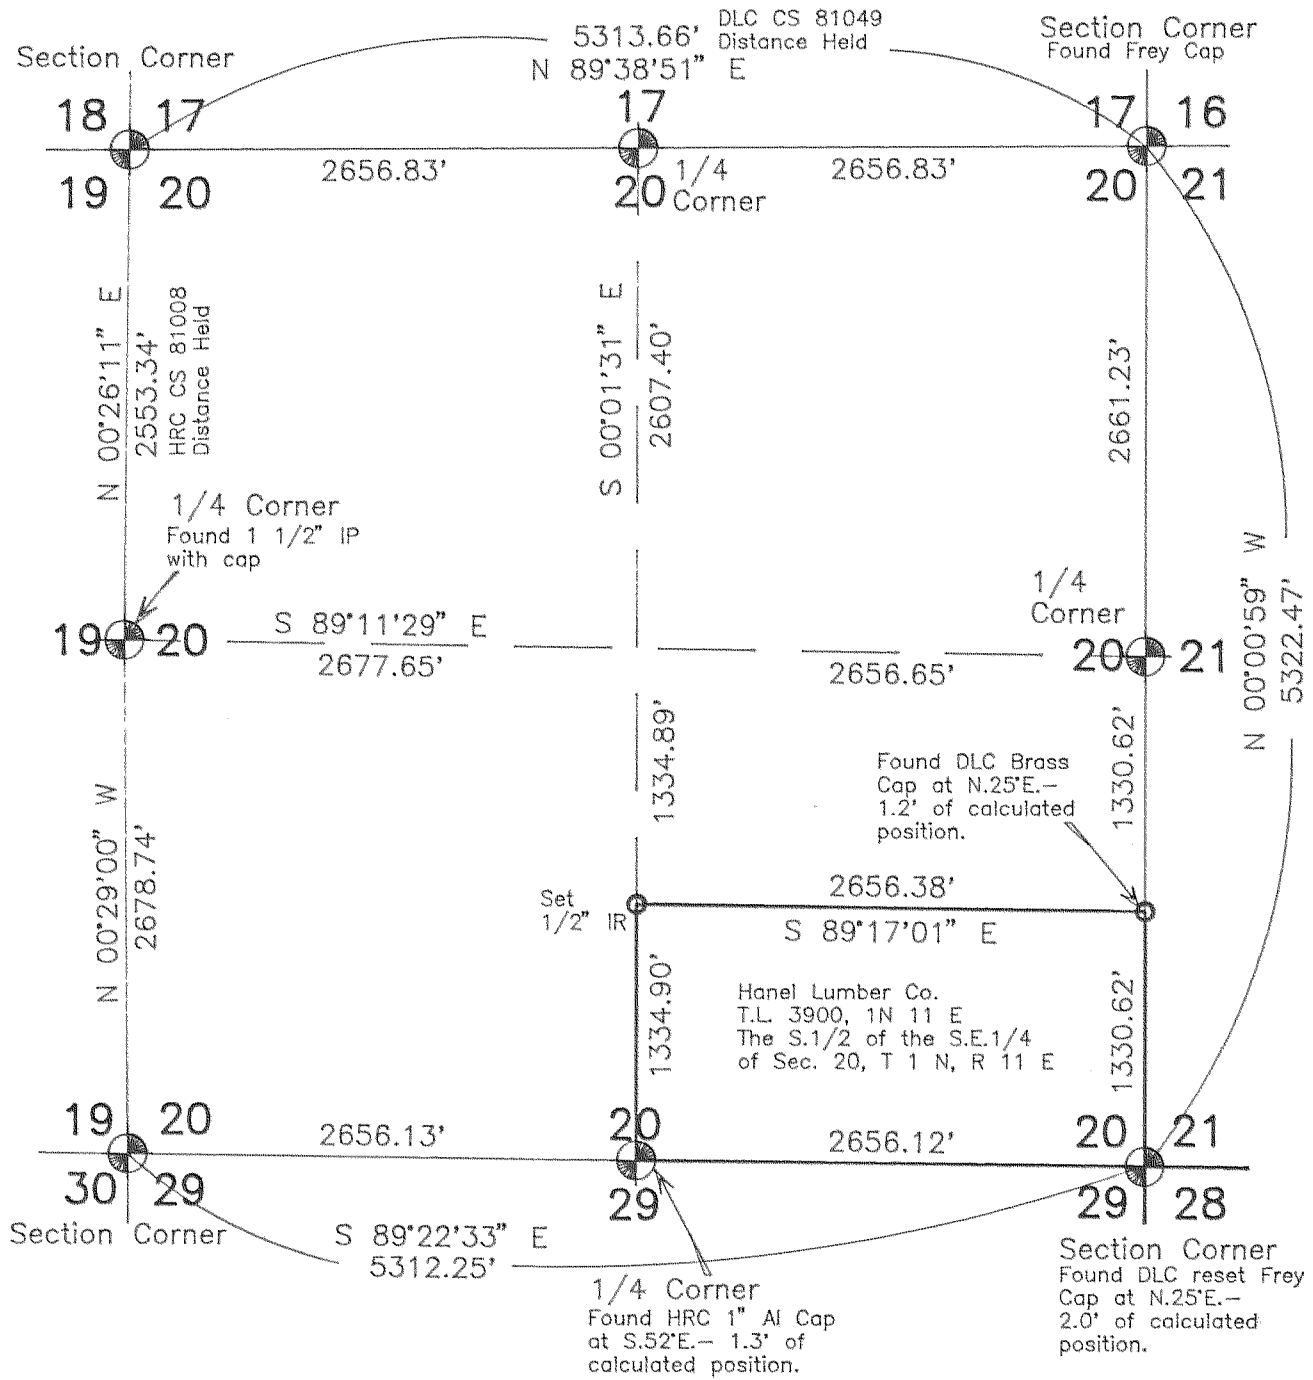 Section Corner
5313.66'
DLC CS 81049
Distance Held
N 89°38'51" E
Section Corner
Found Frey Cap
18 17
17
17 16
2656.83'
2656.83'
19 20
20
1/4
Corner
20 21
N 00°26'11" E
2553.34'
HRC CS 81008
Distance Held
S 00°01'31" E
2607.40'
2661.23'
1/4 Corner
Found 1 1/2" IP
with cap
1/4
Corner
N 00°00'59" W
5322.47'
19 20
S 89°11'29" E
2677.65'
2656.65'
20 21
N 00°29'00" W
2678.74'
1334.89'
Found DLC Brass
Cap at N.25°E.–
1.2' of calculated
position.
1330.62'
Set
1/2" IR
2656.38'
S 89°17'01" E
1334.90'
Hanel Lumber Co.
T.L. 3900, 1N 11 E
The S.1/2 of the S.E.1/4
of Sec. 20, T 1 N, R 11 E
1330.62'
19 20
2656.13'
20
2656.12'
20 21
30 29
29
29 28
Section Corner
S 89°22'33" E
5312.25'
1/4 Corner
Found HRC 1" Al Cap
at S.52°E.– 1.3' of
calculated position.
Section Corner
Found DLC reset Frey
Cap at N.25°E.–
2.0' of calculated
position.